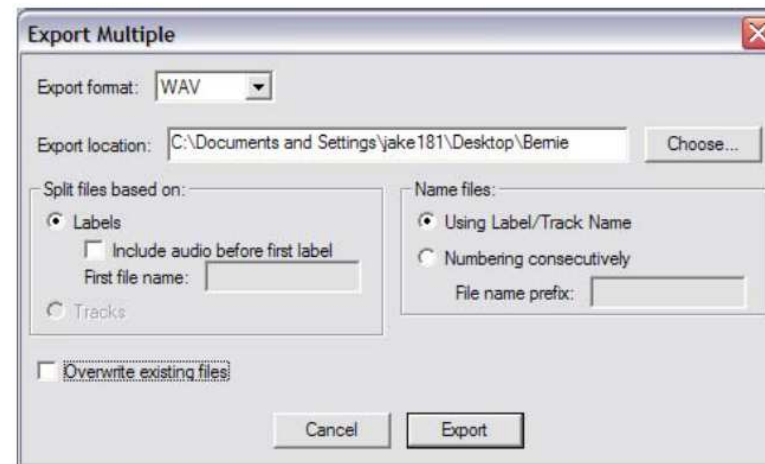 Export Multiple
Export format: WAV
Export location: C:\Documents and Settings\jake181\Desktop\Bernie Choose...
Split files based on:
Labels
Include audio before first label
First file name:
Tracks
Name files:
Using Label/Track Name
Numbering consecutively
File name prefix:
Overwrite existing files
Cancel Export